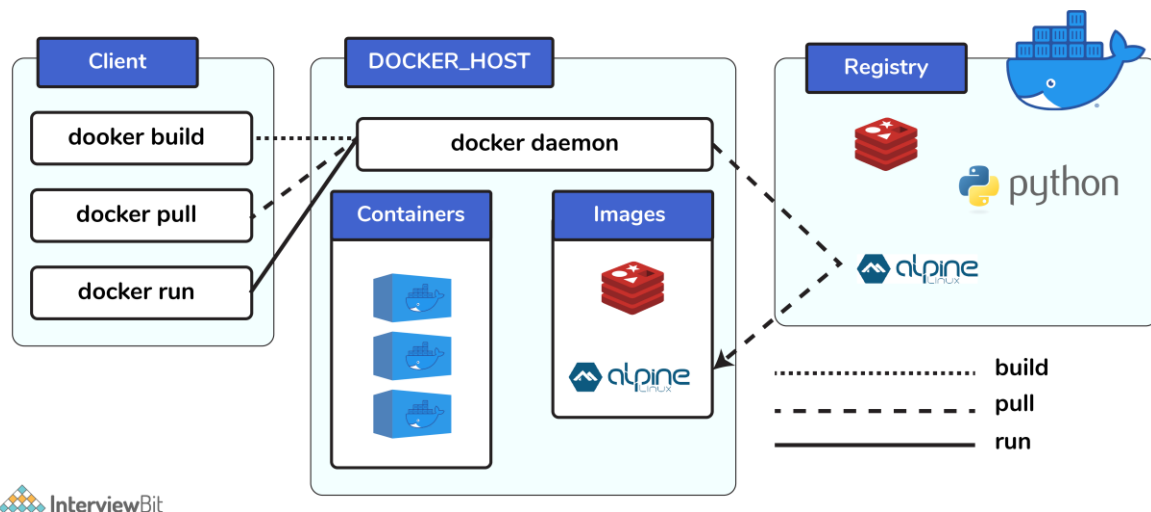 Client
dooker build
docker pull
docker run
DOCKER_HOST
docker daemon
Containers
Images
alpine
LINUX
Registry
python
alpine
LINUX
build
pull
run
InterviewBit